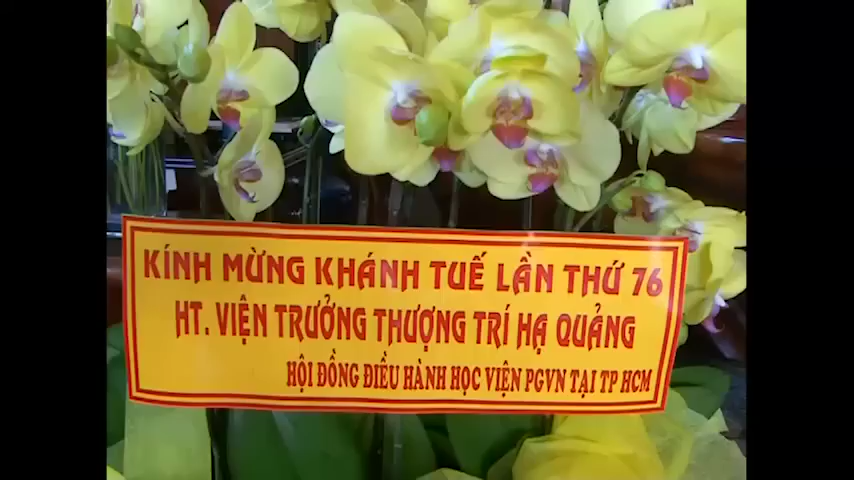 KÍNH MỪNG KHÁNH TUẾ LẦN THỨ 76
HT. VIỆN TRƯỞNG THƯỢNG TRÍ HẠ QUẢNG
HỘI ĐỒNG ĐIỀU HÀNH HỌC VIỆN PGVN TẠI TP HCM